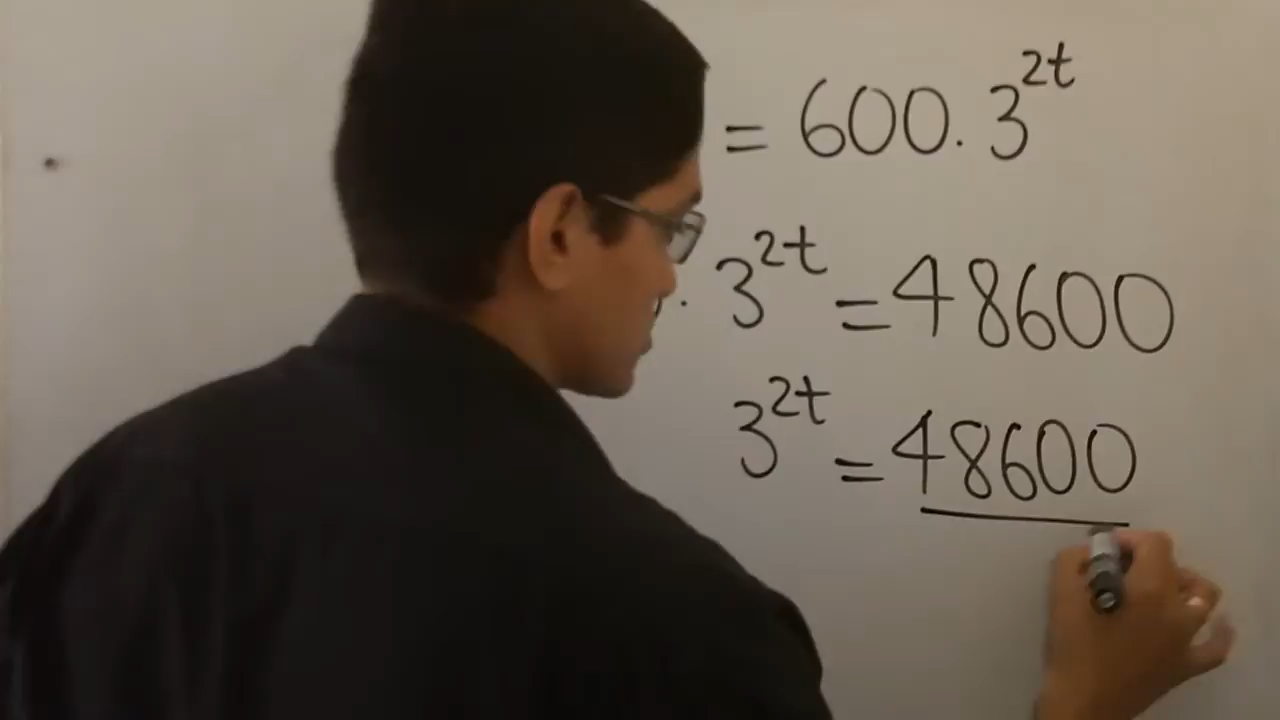 = 600. 3^2t
. 3^2t = 48600
3^2t = 48600